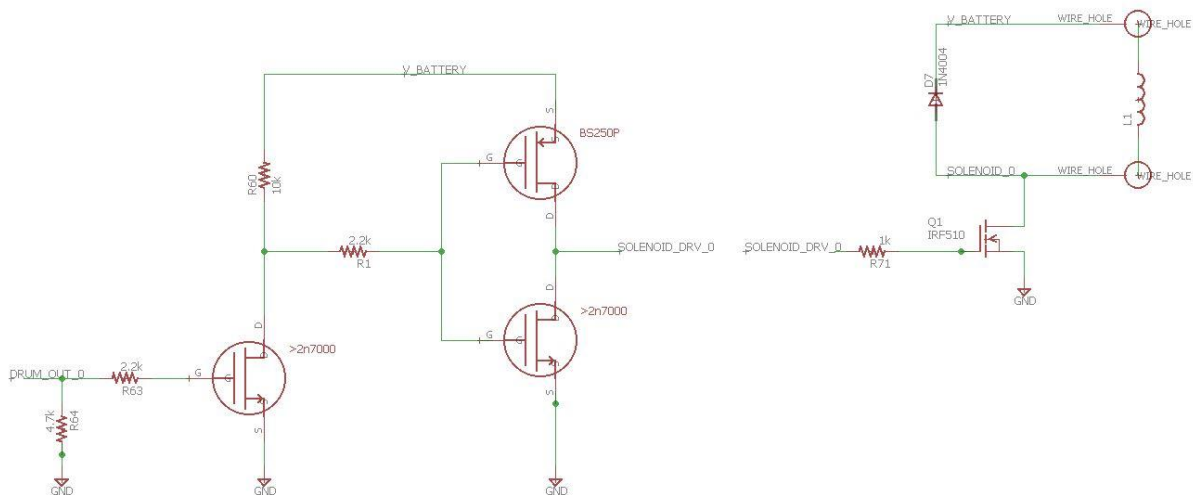 V_BATTERY
S
S
BS250P
G
G
D
D
R60
10k
2.2k
R1
SOLENOID_DRV_0
D
D
>2n7000
G
G
S
S
D
D
>2n7000
DRUM_OUT_0
2.2k
R63
G
G
S
S
4.7k
R64
GND
GND
GND
V_BATTERY
WIRE_HOLE
WIRE_HOLE
D7
1N4004
L1
SOLENOID_0
WIRE_HOLE
WIRE_HOLE
Q1
IRF510
SOLENOID_DRV_0
1k
R71
GND